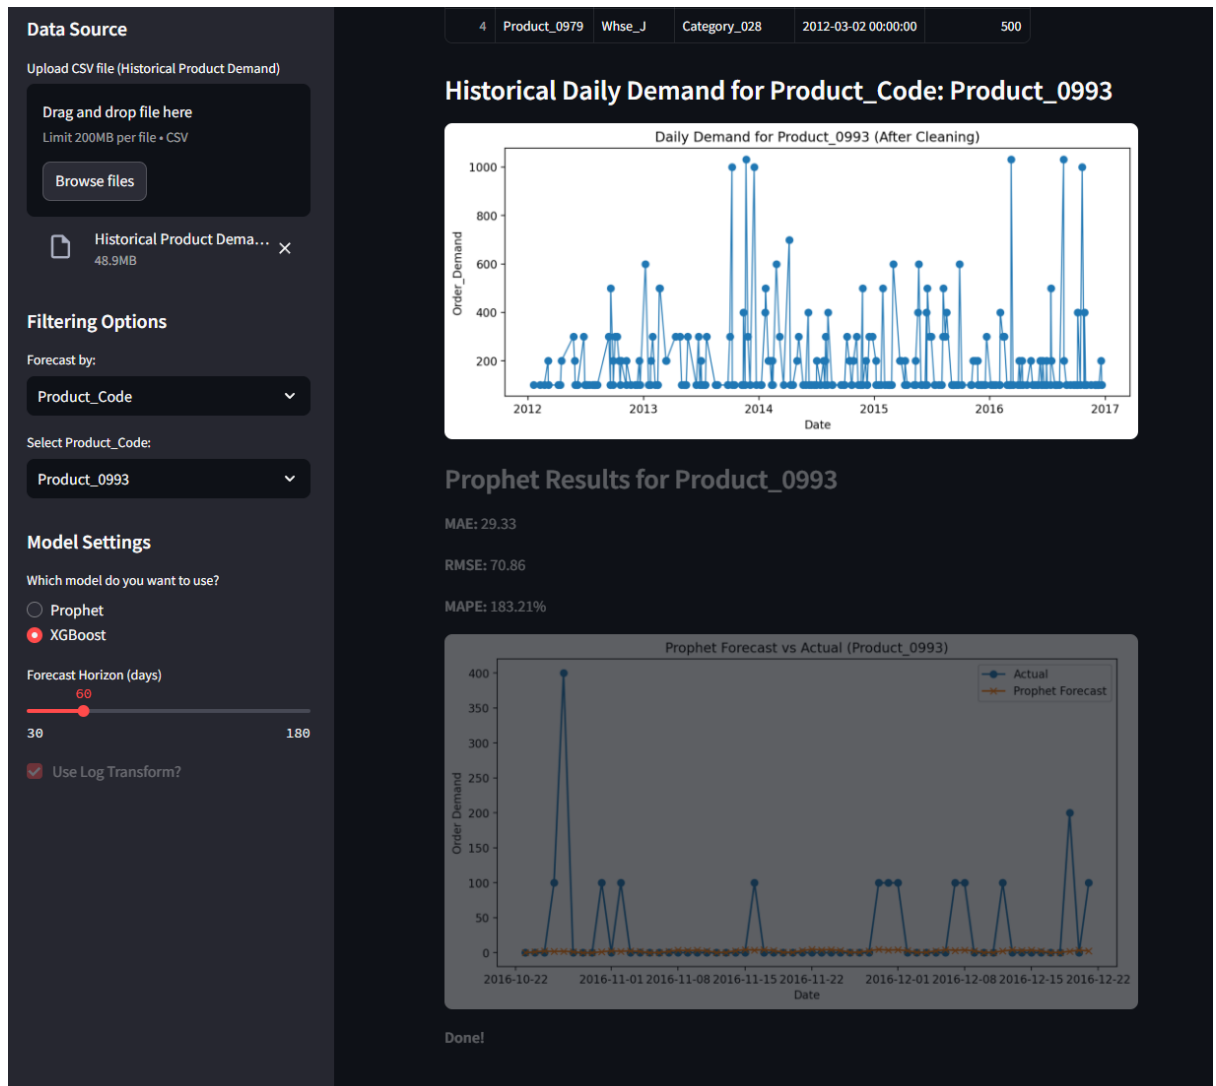 Data Source
Upload CSV file (Historical Product Demand)
Drag and drop file here
Limit 200MB per file • CSV
Browse files
Historical Product Dema...
48.9MB
Filtering Options
Forecast by:
Product_Code
Select Product_Code:
Product_0993
Model Settings
Which model do you want to use?
Prophet
XGBoost
Forecast Horizon (days)
60
30 180
Use Log Transform?
4 Product_0979 Whse_J Category_028 2012-03-02 00:00:00 500
Historical Daily Demand for Product_Code: Product_0993
Daily Demand for Product_0993 (After Cleaning)
1000
800
600
400
200
Order_Demand
2012 2013 2014 2015 2016 2017
Date
Prophet Results for Product_0993
MAE: 29.33
RMSE: 70.86
MAPE: 183.21%
Prophet Forecast vs Actual (Product_0993)
Actual
Prophet Forecast
400
350
300
250
200
150
100
50
0
Order Demand
2016-10-22 2016-11-01 2016-11-08 2016-11-15 2016-11-22 2016-12-01 2016-12-08 2016-12-15 2016-12-22
Date
Done!